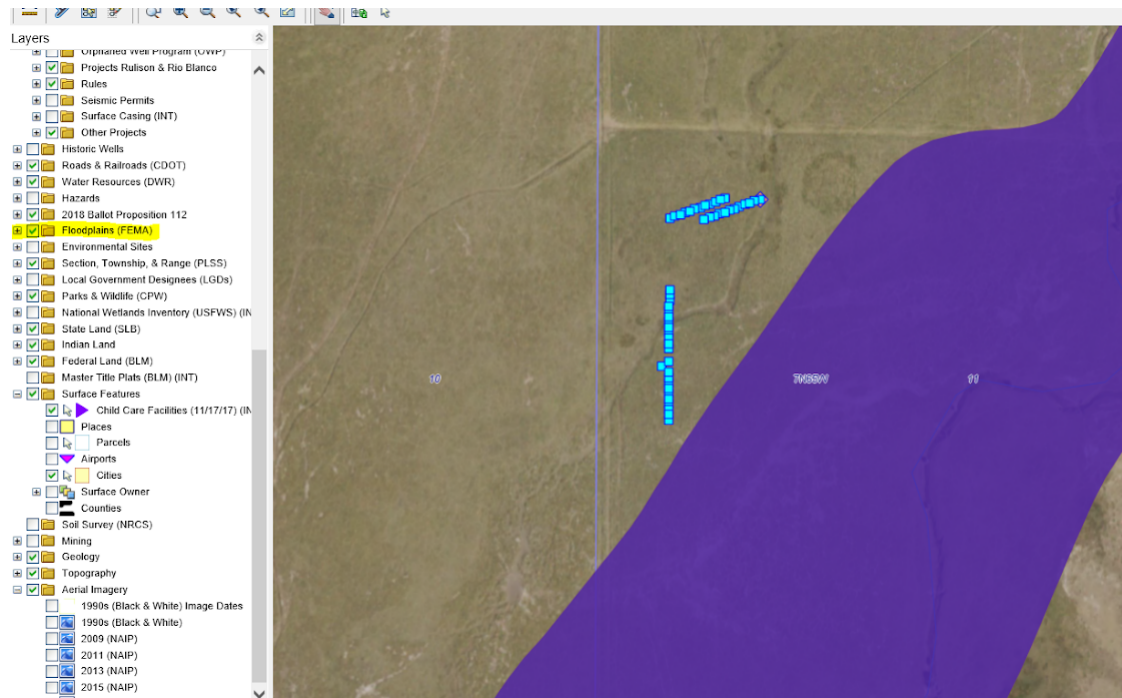 Layers
Orphaned Well Program (OWP)
Projects Rulison & Rio Blanco
Rules
Seismic Permits
Surface Casing (INT)
Other Projects
Historic Wells
Roads & Railroads (CDOT)
Water Resources (DWR)
Hazards
2018 Ballot Proposition 112
Floodplains (FEMA)
Environmental Sites
Section, Township, & Range (PLSS)
Local Government Designees (LGDs)
Parks & Wildlife (CPW)
National Wetlands Inventory (USFWS) (IN
State Land (SLB)
Indian Land
Federal Land (BLM)
Master Title Plats (BLM) (INT)
Surface Features
Child Care Facilities (11/17/17) (IN
Places
Parcels
Airports
Cities
Surface Owner
Counties
Soil Survey (NRCS)
Mining
Geology
Topography
Aerial Imagery
1990s (Black & White) Image Dates
1990s (Black & White)
2009 (NAIP)
2011 (NAIP)
2013 (NAIP)
2015 (NAIP)
10
11